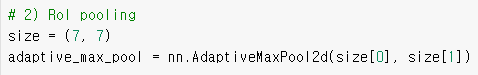 # 2) RoI pooling
size = (7, 7)
adaptive_max_pool = nn.AdaptiveMaxPool2d(size[0], size[1])